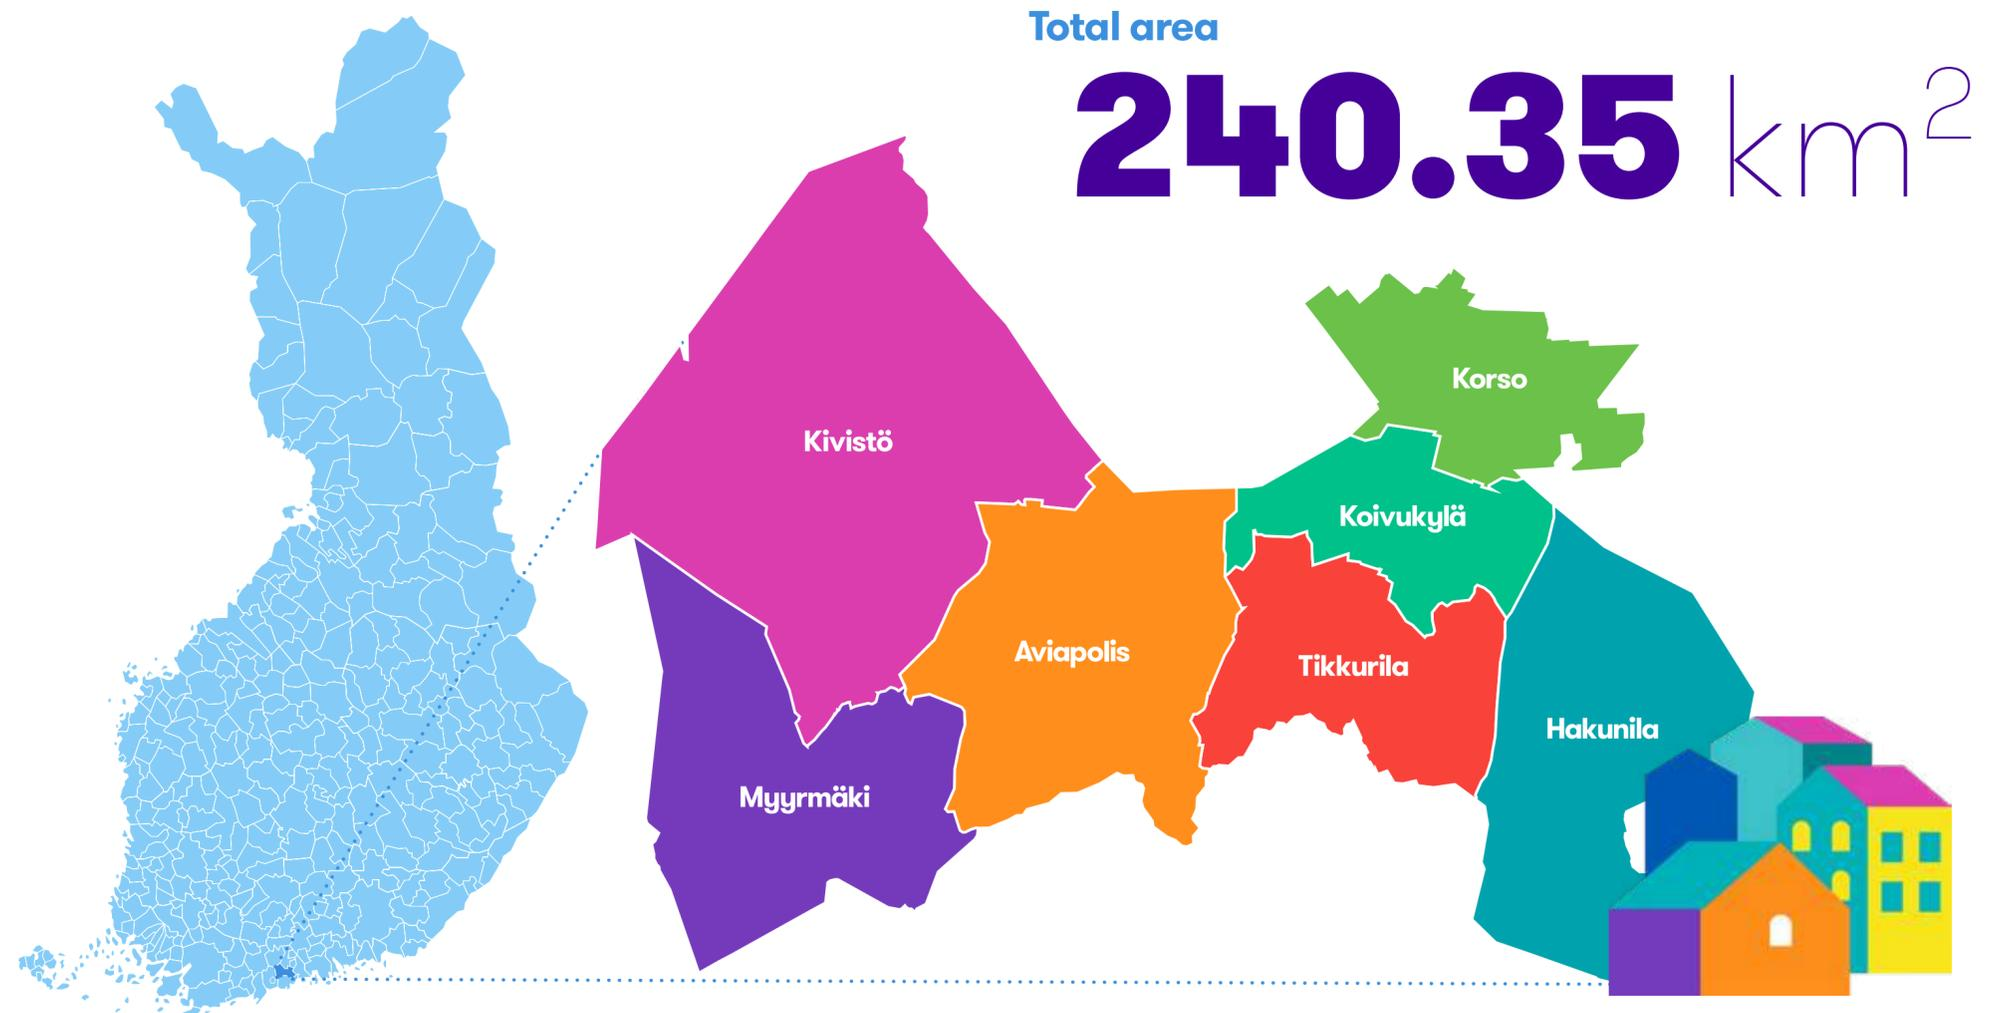 Total area
240.35 km²
Korso
Kivistö
Koivukylä
Aviapolis
Tikkurila
Hakunila
Myyrmäki